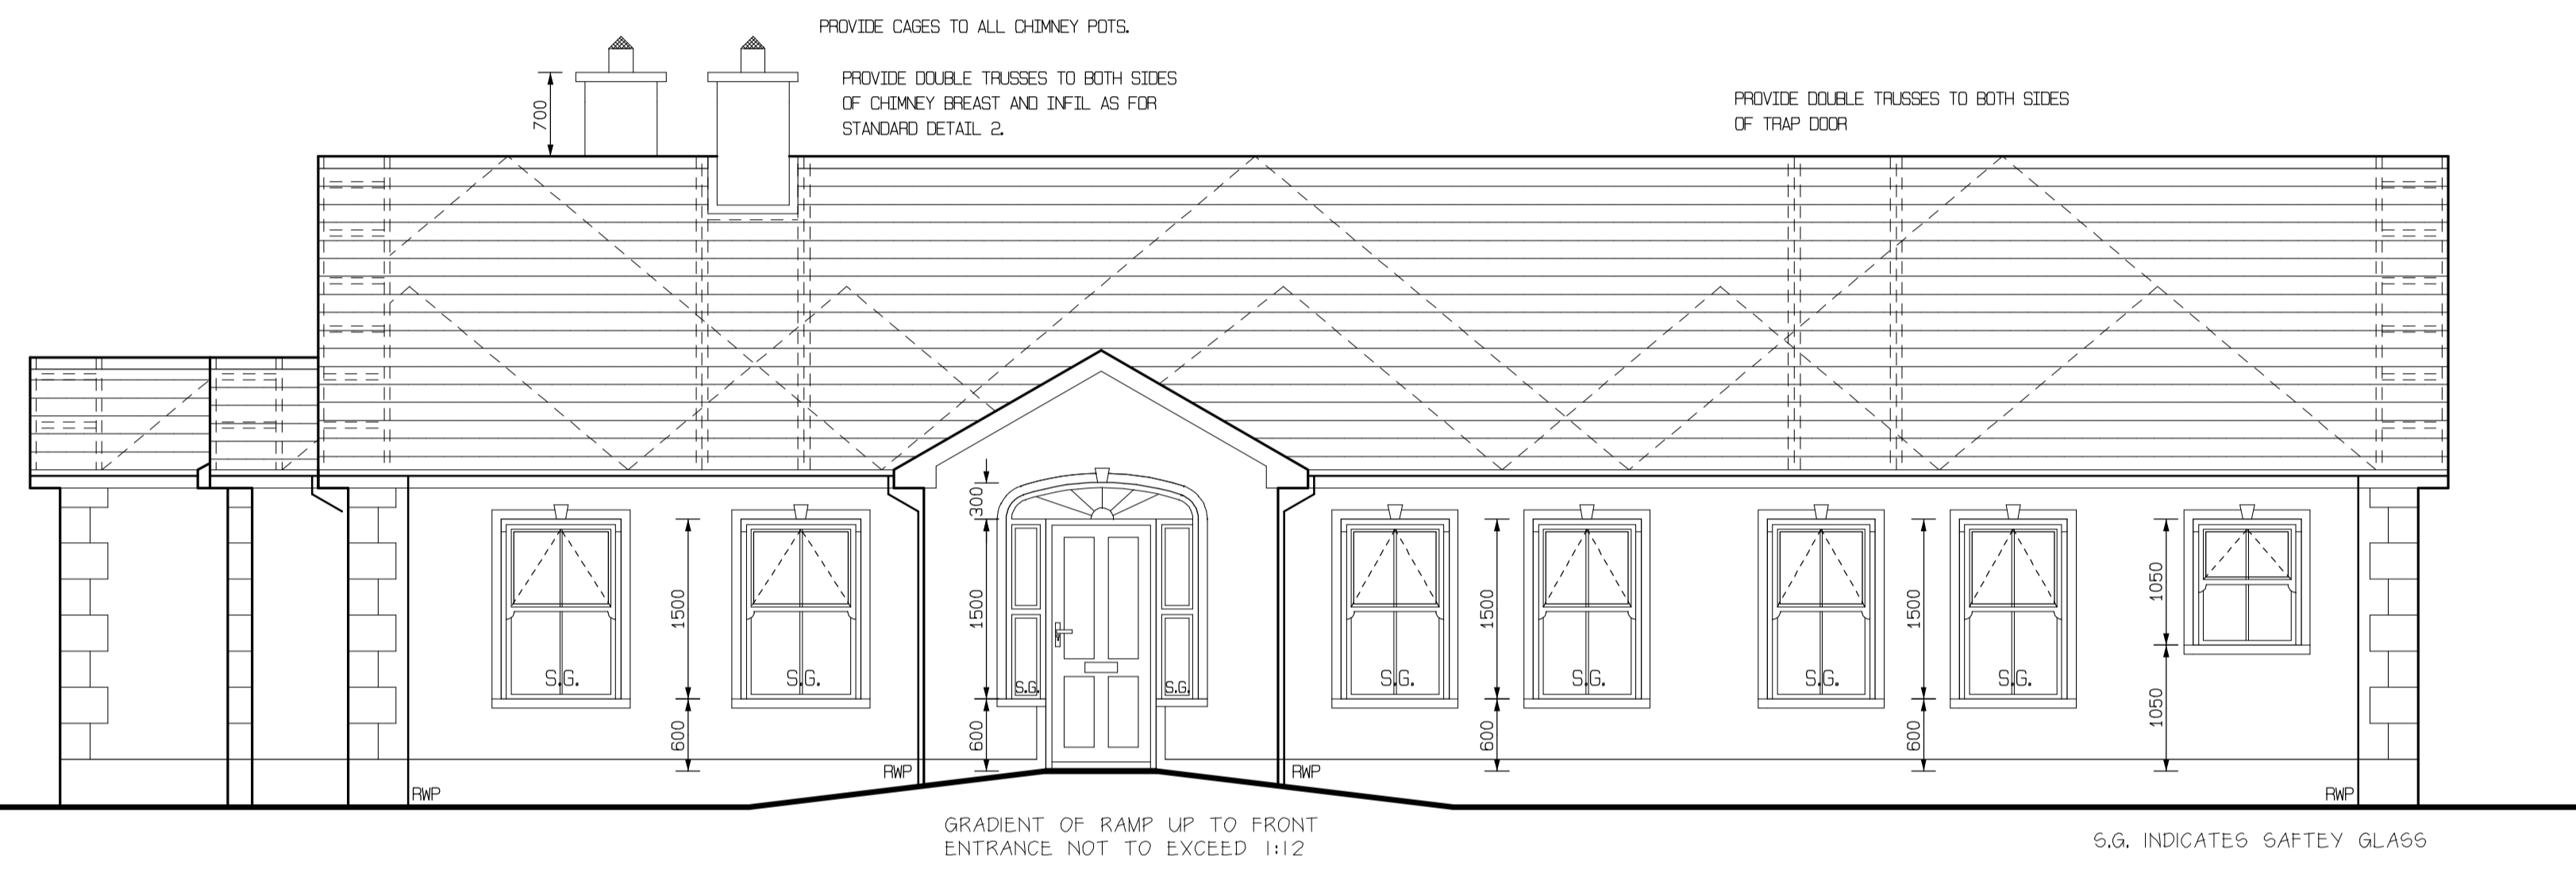 PROVIDE CAGES TO ALL CHIMNEY POTS.
PROVIDE DOUBLE TRUSSES TO BOTH SIDES
OF CHIMNEY BREAST AND INFIL AS FOR
STANDARD DETAIL 2.
PROVIDE DOUBLE TRUSSES TO BOTH SIDES
OF TRAP DOOR
700
300
1500
1500
1500
1500
1050
S.G.
S.G.
S.G.
S.G.
S.G.
S.G.
S.G.
S.G.
600
600
600
600
1050
RWP
RWP
RWP
RWP
GRADIENT OF RAMP UP TO FRONT
ENTRANCE NOT TO EXCEED 1:12
S.G. INDICATES SAFTEY GLASS